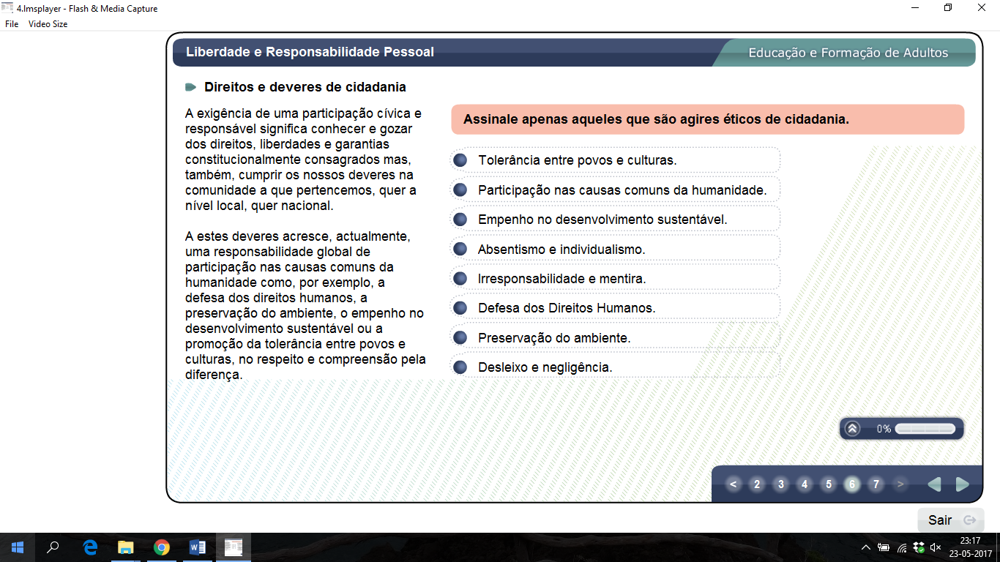 4.lmsplayer - Flash & Media Capture
File Video Size
Liberdade e Responsabilidade Pessoal
Educação e Formação de Adultos
Direitos e deveres de cidadania
A exigência de uma participação cívica e
responsável significa conhecer e gozar
dos direitos, liberdades e garantias
constitucionalmente consagrados mas,
também, cumprir os nossos deveres na
comunidade a que pertencemos, quer a
nível local, quer nacional.
A estes deveres acresce, actualmente,
uma responsabilidade global de
participação nas causas comuns da
humanidade como, por exemplo, a
defesa dos direitos humanos, a
preservação do ambiente, o empenho no
desenvolvimento sustentável ou a
promoção da tolerância entre povos e
culturas, no respeito e compreensão pela
diferença.
Assinale apenas aqueles que são agires éticos de cidadania.
Tolerância entre povos e culturas.
Participação nas causas comuns da humanidade.
Empenho no desenvolvimento sustentável.
Absentismo e individualismo.
Irresponsabilidade e mentira.
Defesa dos Direitos Humanos.
Preservação do ambiente.
Desleixo e negligência.
0%
< 2 3 4 5 6 7 >
Sair
23:17
23-05-2017